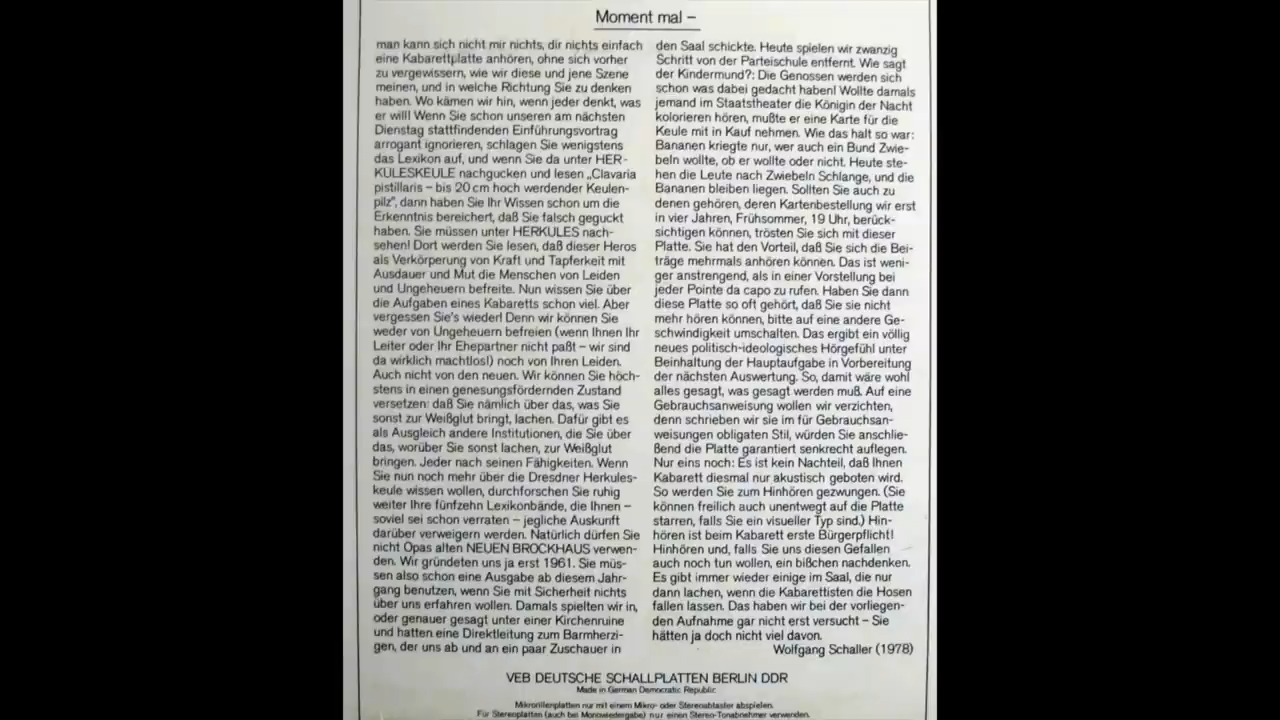 Moment mal –
man kann sich nicht mir nichts, dir nichts einfach
eine Kabarettplatte anhören, ohne sich vorher
zu vergewissern, wie wir diese und jene Szene
meinen, und in welche Richtung Sie zu denken
haben. Wo kämen wir hin, wenn jeder denkt, was
er will! Wenn Sie schon unseren am nächsten
Dienstag stattfindenden Einführungsvortrag
arrogant ignorieren, schlagen Sie wenigstens
das Lexikon auf, und wenn Sie da unter HER-
KULESKEULE nachgucken und lesen „Clavaria
pistillaris – bis 20 cm hoch werdender Keulen-
pilz", dann haben Sie Ihr Wissen schon um die
Erkenntnis bereichert, daß Sie falsch geguckt
haben. Sie müssen unter HERKULES nach-
sehen! Dort werden Sie lesen, daß dieser Heros
als Verkörperung von Kraft und Tapferkeit mit
Ausdauer und Mut die Menschen von Leiden
und Ungeheuern befreite. Nun wissen Sie über
die Aufgaben eines Kabaretts schon viel. Aber
vergessen Sie's wieder! Denn wir können Sie
weder von Ungeheuern befreien (wenn Ihnen Ihr
Leiter oder Ihr Ehepartner nicht paßt – wir sind
da wirklich machtlos!) noch von Ihren Leiden.
Auch nicht von den neuen. Wir können Sie höch-
stens in einen genesungsfördernden Zustand
versetzen: daß Sie nämlich über das, was Sie
sonst zur Weißglut bringt, lachen. Dafür gibt es
als Ausgleich andere Institutionen, die Sie über
das, worüber Sie sonst lachen, zur Weißglut
bringen. Jeder nach seinen Fähigkeiten. Wenn
Sie nun noch mehr über die Dresdner Herkules-
keule wissen wollen, durchforschen Sie ruhig
weiter Ihre fünfzehn Lexikonbände, die Ihnen –
soviel sei schon verraten – jegliche Auskunft
darüber verweigern werden. Natürlich dürfen Sie
nicht Opas alten NEUEN BROCKHAUS verwen-
den. Wir gründeten uns ja erst 1961. Sie müs-
sen also schon eine Ausgabe ab diesem Jahr-
gang benutzen, wenn Sie mit Sicherheit nichts
über uns erfahren wollen. Damals spielten wir in,
oder genauer gesagt unter einer Kirchenruine
und hatten eine Direktleitung zum Barmherzi-
gen, der uns ab und an ein paar Zuschauer in
den Saal schickte. Heute spielen wir zwanzig
Schritt von der Parteischule entfernt. Wie sagt
der Kindermund?: Die Genossen werden sich
schon was dabei gedacht haben! Wollte damals
jemand im Staatstheater die Königin der Nacht
kolorieren hören, mußte er eine Karte für die
Keule mit in Kauf nehmen. Wie das halt so war:
Bananen kriegte nur, wer auch ein Bund Zwie-
beln wollte, ob er wollte oder nicht. Heute ste-
hen die Leute nach Zwiebeln Schlange, und die
Bananen bleiben liegen. Sollten Sie auch zu
denen gehören, deren Kartenbestellung wir erst
in vier Jahren, Frühsommer, 19 Uhr, berück-
sichtigen können, trösten Sie sich mit dieser
Platte. Sie hat den Vorteil, daß Sie sich die Bei-
träge mehrmals anhören können. Das ist weni-
ger anstrengend, als in einer Vorstellung bei
jeder Pointe da capo zu rufen. Haben Sie dann
diese Platte so oft gehört, daß Sie sie nicht
mehr hören können, bitte auf eine andere Ge-
schwindigkeit umschalten. Das ergibt ein völlig
neues politisch-ideologisches Hörgefühl unter
Beinhaltung der Hauptaufgabe in Vorbereitung
der nächsten Auswertung. So, damit wäre wohl
alles gesagt, was gesagt werden muß. Auf eine
Gebrauchsanweisung wollen wir verzichten,
denn schrieben wir sie im für Gebrauchsan-
weisungen obligaten Stil, würden Sie anschlie-
ßend die Platte garantiert senkrecht auflegen.
Nur eins noch: Es ist kein Nachteil, daß Ihnen
Kabarett diesmal nur akustisch geboten wird.
So werden Sie zum Hinhören gezwungen. (Sie
können freilich auch unentwegt auf die Platte
starren, falls Sie ein visueller Typ sind.) Hin-
hören ist beim Kabarett erste Bürgerpflicht!
Hinhören und, falls Sie uns diesen Gefallen
auch noch tun wollen, ein bißchen nachdenken.
Es gibt immer wieder einige im Saal, die nur
dann lachen, wenn die Kabarettisten die Hosen
fallen lassen. Das haben wir bei der vorliegen-
den Aufnahme gar nicht erst versucht – Sie
hätten ja doch nicht viel davon.
Wolfgang Schaller (1978)
VEB DEUTSCHE SCHALLPLATTEN BERLIN DDR
Made in German Democratic Republic
Mikrorillenplatten nur mit einem Mikro- oder Stereoabtaster abspielen.
Für Stereoplatten (auch bei Monowiedergabe) nur einen Stereo-Tonabnehmer verwenden.